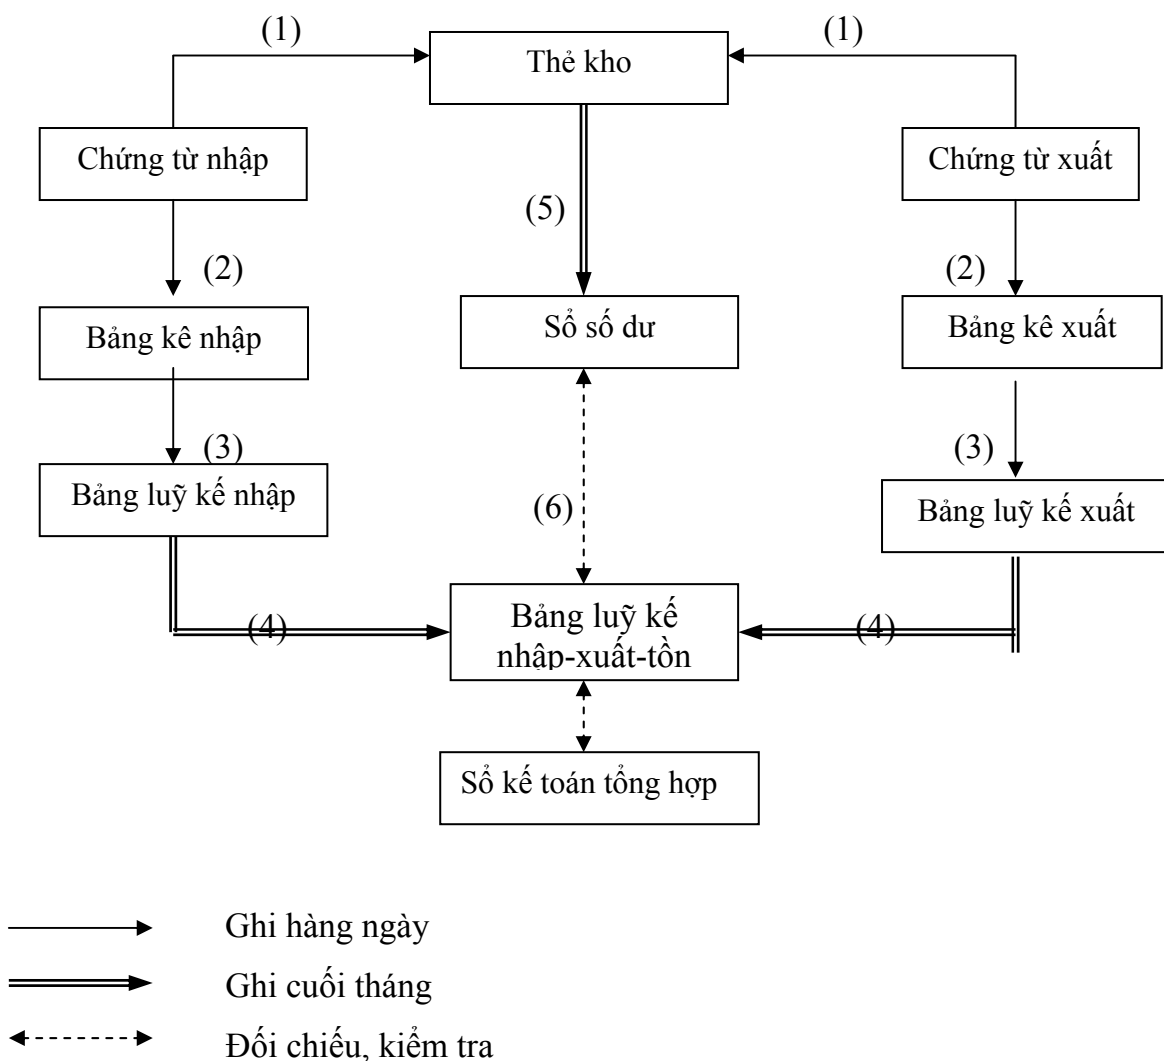 (1)
(1)
Thẻ kho
Chứng từ nhập
Chứng từ xuất
(5)
(2)
(2)
Bảng kê nhập
Sổ số dư
Bảng kê xuất
(3)
(3)
Bảng luỹ kế nhập
(6)
Bảng luỹ kế xuất
(4)
Bảng luỹ kế
nhập-xuất-tồn
(4)
Sổ kế toán tổng hợp
Ghi hàng ngày
Ghi cuối tháng
Đối chiếu, kiểm tra